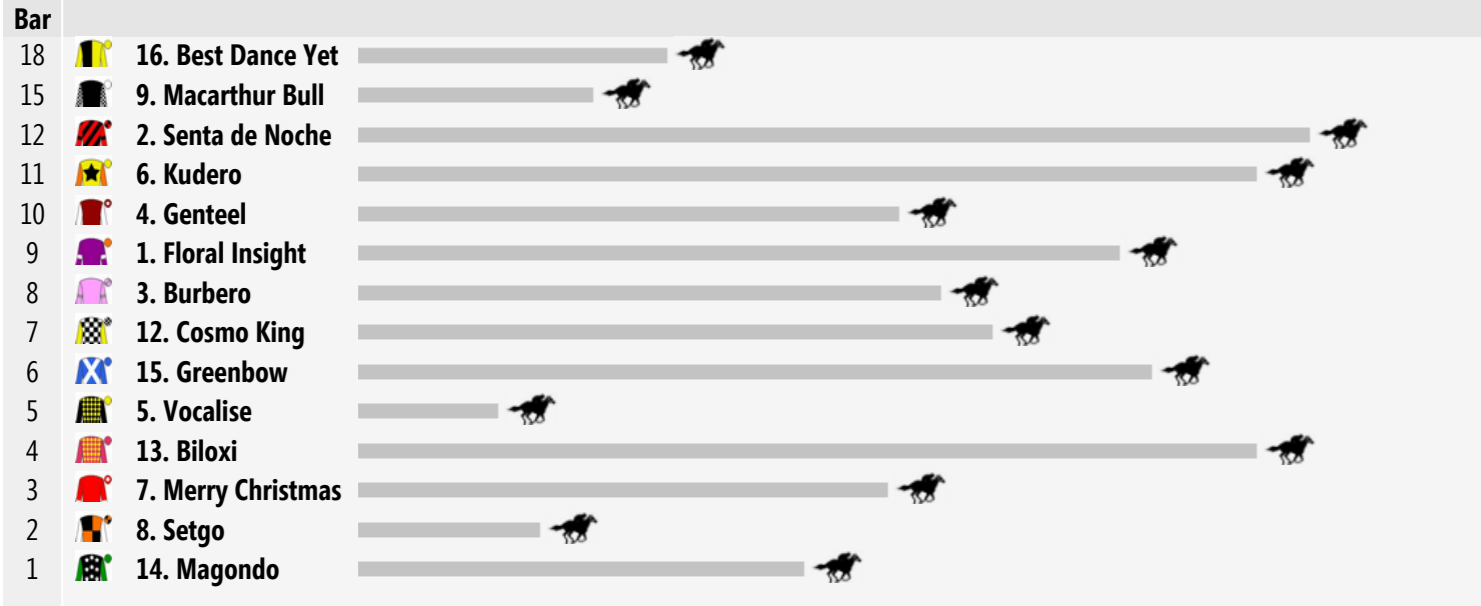 Bar
18 16. Best Dance Yet
15 9. Macarthur Bull
12 2. Senta de Noche
11 6. Kudero
10 4. Genteel
9 1. Floral Insight
8 3. Burbero
7 12. Cosmo King
6 15. Greenbow
5 5. Vocalise
4 13. Biloxi
3 7. Merry Christmas
2 8. Setgo
1 14. Magondo